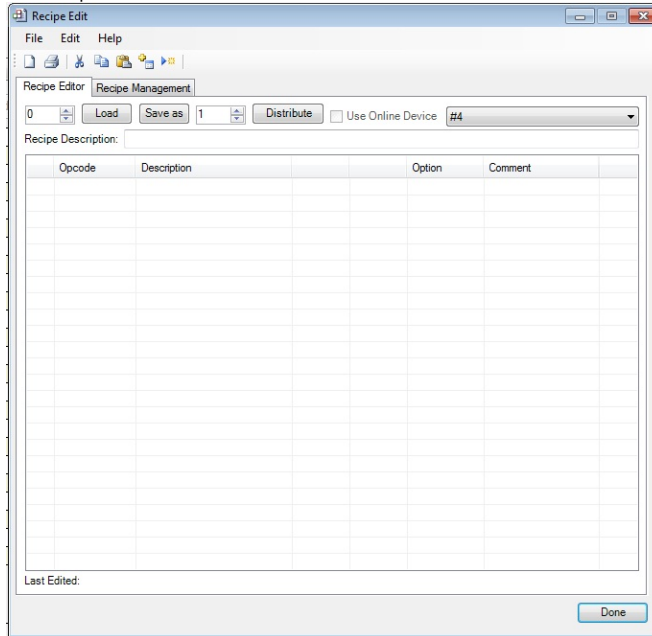 Recipe Edit
File Edit Help
Recipe Editor Recipe Management
0 Load Save as 1 Distribute Use Online Device #4
Recipe Description:
Opcode Description Option Comment
Last Edited:
Done